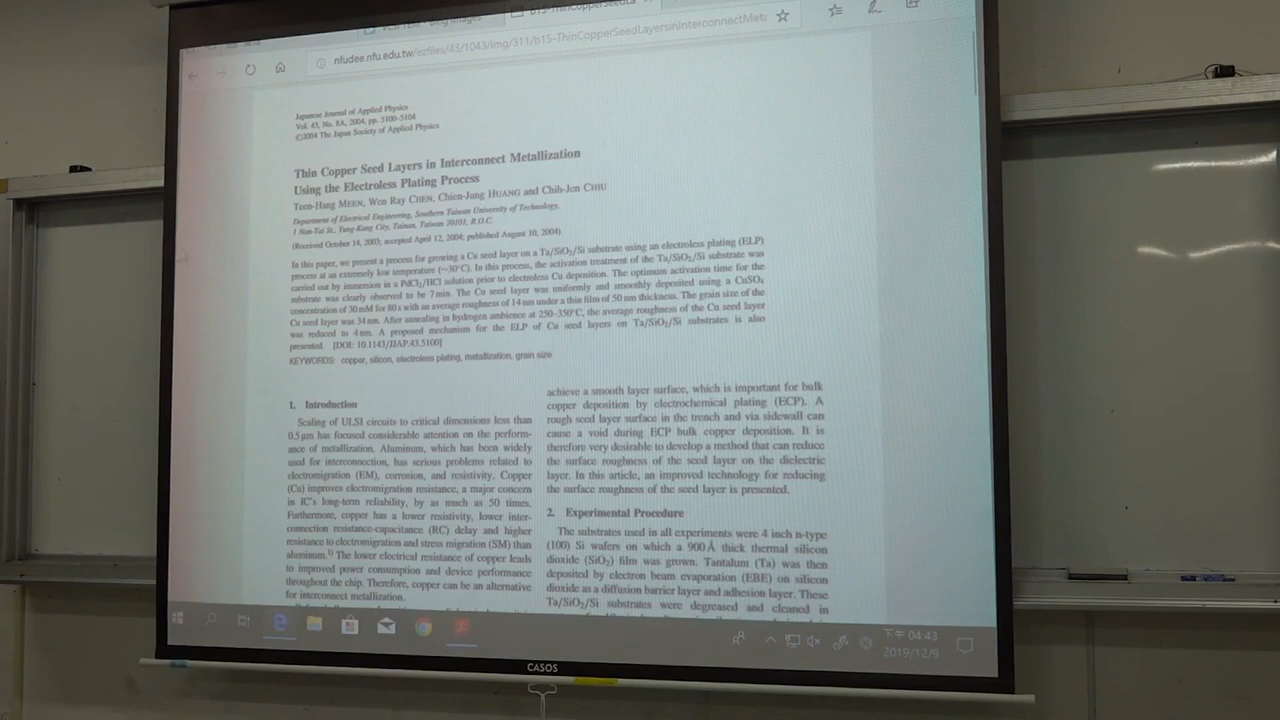 nfudee.nfu.edu.tw/ezfiles/43/1043/img/311/b15-ThinCopperSeedLayersinInterconnectMeta
Japanese Journal of Applied Physics
Vol. 43, No. 8A, 2004, pp. 5100–5104
©2004 The Japan Society of Applied Physics
Thin Copper Seed Layers in Interconnect Metallization
Using the Electroless Plating Process
Teen-Hang MEEN, Wen Ray CHEN, Chien-Jung HUANG and Chih-Jen CHIU
Department of Electrical Engineering, Southern Taiwan University of Technology,
1 Nan-Tai St., Yung-Kang City, Tainan, Taiwan 70101, R.O.C.
(Received October 14, 2003; accepted April 12, 2004; published August 10, 2004)
In this paper, we present a process for growing a Cu seed layer on a Ta/SiO2/Si substrate using an electroless plating (ELP)
process at an extremely low temperature (~30°C). In this process, the activation treatment of the Ta/SiO2/Si substrate was
carried out by immersion in a PdCl2/HCl solution prior to electroless Cu deposition. The optimum activation time for the
substrate was clearly observed to be 7 min. The Cu seed layer was uniformly and smoothly deposited using a CuSO4
concentration of 30 mM for 80 s with an average roughness of 14 nm under a thin film of 50 nm thickness. The grain size of the
Cu seed layer was 34 nm. After annealing in hydrogen ambience at 250–350°C, the average roughness of the Cu seed layer
was reduced to 4 nm. A proposed mechanism for the ELP of Cu seed layers on Ta/SiO2/Si substrates is also
presented. [DOI: 10.1143/JJAP.43.5100]
KEYWORDS: copper, silicon, electroless plating, metallization, grain size
1. Introduction
Scaling of ULSI circuits to critical dimensions less than
0.5 μm has focused considerable attention on the perform-
ance of metallization. Aluminum, which has been widely
used for interconnection, has serious problems related to
electromigration (EM), corrosion, and resistivity. Copper
(Cu) improves electromigration resistance, a major concern
in IC's long-term reliability, by as much as 50 times.
Furthermore, copper has a lower resistivity, lower inter-
connection resistance-capacitance (RC) delay and higher
resistance to electromigration and stress migration (SM) than
aluminum.1) The lower electrical resistance of copper leads
to improved power consumption and device performance
throughout the chip. Therefore, copper can be an alternative
for interconnect metallization.
achieve a smooth layer surface, which is important for bulk
copper deposition by electrochemical plating (ECP). A
rough seed layer surface in the trench and via sidewall can
cause a void during ECP bulk copper deposition. It is
therefore very desirable to develop a method that can reduce
the surface roughness of the seed layer on the dielectric
layer. In this article, an improved technology for reducing
the surface roughness of the seed layer is presented.
2. Experimental Procedure
The substrates used in all experiments were 4 inch n-type
(100) Si wafers on which a 900 Å thick thermal silicon
dioxide (SiO2) film was grown. Tantalum (Ta) was then
deposited by electron beam evaporation (EBE) on silicon
dioxide as a diffusion barrier layer and adhesion layer. These
Ta/SiO2/Si substrates were degreased and cleaned in
下午 04:43
2019/12/9
CASOS